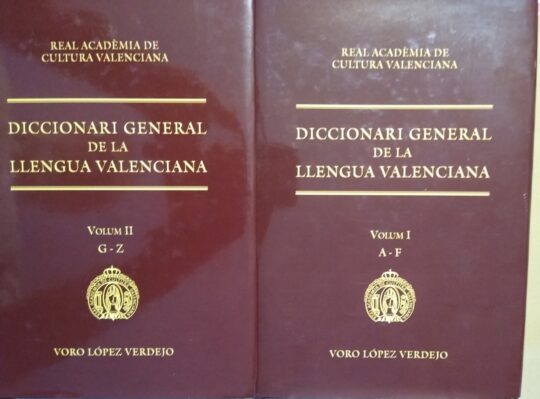 REAL ACADÈMIA DE
CULTURA VALENCIANA
DICCIONARI GENERAL
DE LA
LLENGUA VALENCIANA
VOLUM II
G - Z
VORO LÓPEZ VERDEJO
REAL ACADÈMIA DE
CULTURA VALENCIANA
DICCIONARI GENERAL
DE LA
LLENGUA VALENCIANA
VOLUM I
A - F
VORO LÓPEZ VERDEJO